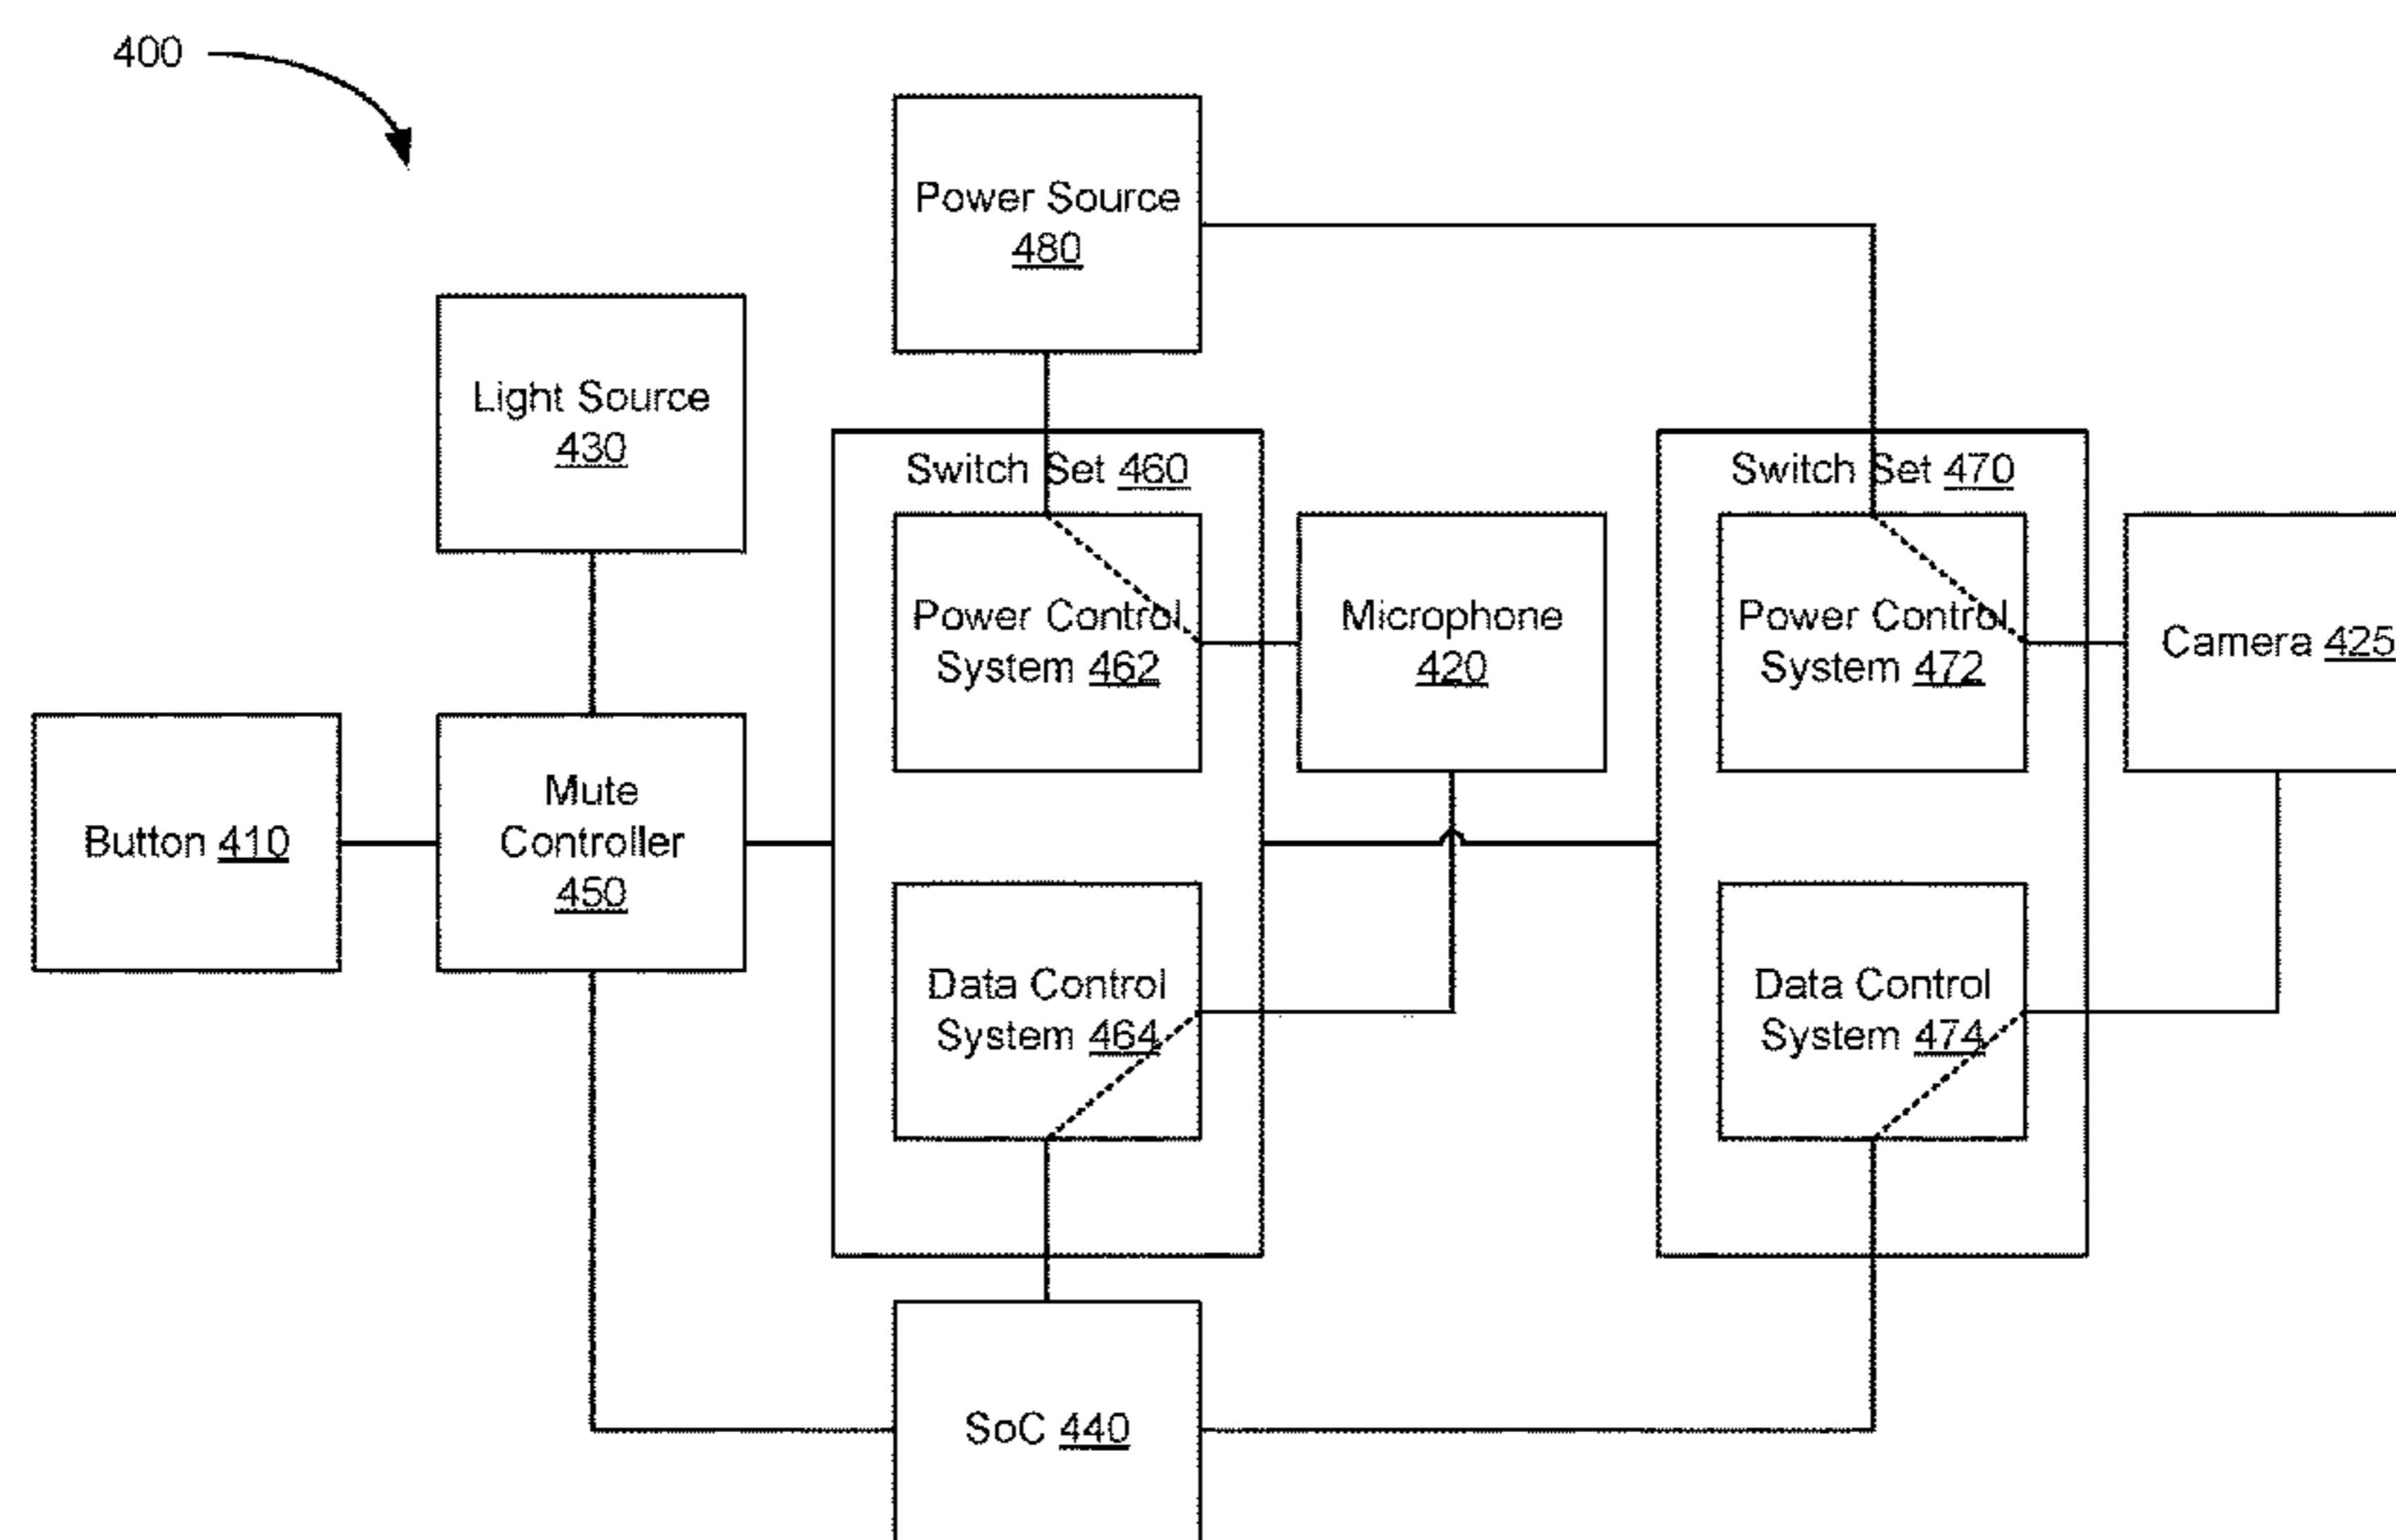 400
Power Source
480
Light Source
430
Switch Set 460
Switch Set 470
Power Control
System 462
Microphone
420
Power Control
System 472
Camera 425
Button 410
Mute
Controller
450
Data Control
System 464
Data Control
System 474
SoC 440